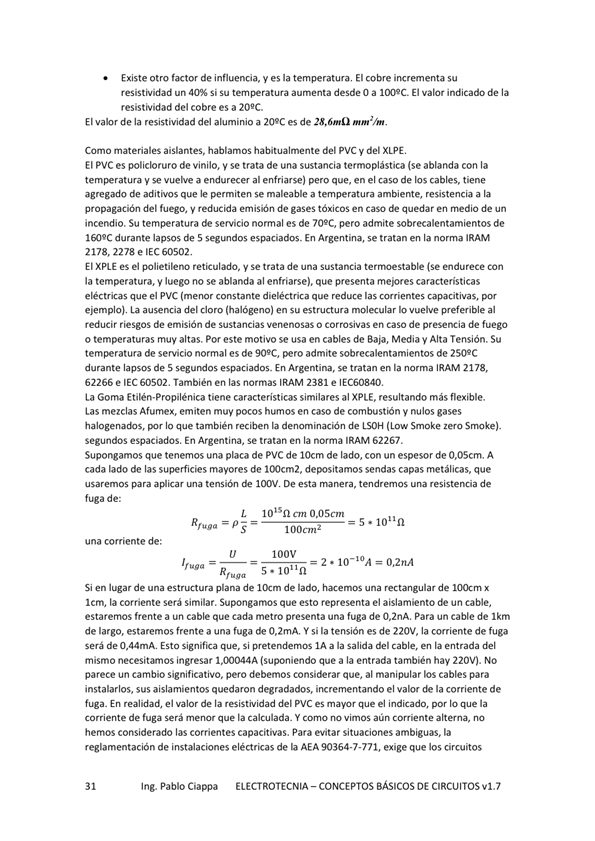 • Existe otro factor de influencia, y es la temperatura. El cobre incrementa su
resistividad un 40% si su temperatura aumenta desde 0 a 100ºC. El valor indicado de la
resistividad del cobre es a 20ºC.
El valor de la resistividad del aluminio a 20ºC es de 28,6mΩ mm²/m.
Como materiales aislantes, hablamos habitualmente del PVC y del XLPE.
El PVC es policloruro de vinilo, y se trata de una sustancia termoplástica (se ablanda con la
temperatura y se vuelve a endurecer al enfriarse) pero que, en el caso de los cables, tiene
agregado de aditivos que le permiten se maleable a temperatura ambiente, resistencia a la
propagación del fuego, y reducida emisión de gases tóxicos en caso de quedar en medio de un
incendio. Su temperatura de servicio normal es de 70ºC, pero admite sobrecalentamientos de
160ºC durante lapsos de 5 segundos espaciados. En Argentina, se tratan en la norma IRAM
2178, 2278 e IEC 60502.
El XPLE es el polietileno reticulado, y se trata de una sustancia termoestable (se endurece con
la temperatura, y luego no se ablanda al enfriarse), que presenta mejores características
eléctricas que el PVC (menor constante dieléctrica que reduce las corrientes capacitivas, por
ejemplo). La ausencia del cloro (halógeno) en su estructura molecular lo vuelve preferible al
reducir riesgos de emisión de sustancias venenosas o corrosivas en caso de presencia de fuego
o temperaturas muy altas. Por este motivo se usa en cables de Baja, Media y Alta Tensión. Su
temperatura de servicio normal es de 90ºC, pero admite sobrecalentamientos de 250ºC
durante lapsos de 5 segundos espaciados. En Argentina, se tratan en la norma IRAM 2178,
62266 e IEC 60502. También en las normas IRAM 2381 e IEC60840.
La Goma Etilén-Propilénica tiene características similares al XPLE, resultando más flexible.
Las mezclas Afumex, emiten muy pocos humos en caso de combustión y nulos gases
halogenados, por lo que también reciben la denominación de LS0H (Low Smoke zero Smoke).
segundos espaciados. En Argentina, se tratan en la norma IRAM 62267.
Supongamos que tenemos una placa de PVC de 10cm de lado, con un espesor de 0,05cm. A
cada lado de las superficies mayores de 100cm2, depositamos sendas capas metálicas, que
usaremos para aplicar una tensión de 100V. De esta manera, tendremos una resistencia de
fuga de:
R_fuga = ρ L/S = 10¹⁵Ω cm 0,05cm / 100cm² = 5 ∗ 10¹¹Ω
una corriente de:
I_fuga = U/R_fuga = 100V / 5 ∗ 10¹¹Ω = 2 ∗ 10⁻¹⁰A = 0,2nA
Si en lugar de una estructura plana de 10cm de lado, hacemos una rectangular de 100cm x
1cm, la corriente será similar. Supongamos que esto representa el aislamiento de un cable,
estaremos frente a un cable que cada metro presenta una fuga de 0,2nA. Para un cable de 1km
de largo, estaremos frente a una fuga de 0,2mA. Y si la tensión es de 220V, la corriente de fuga
será de 0,44mA. Esto significa que, si pretendemos 1A a la salida del cable, en la entrada del
mismo necesitamos ingresar 1,00044A (suponiendo que a la entrada también hay 220V). No
parece un cambio significativo, pero debemos considerar que, al manipular los cables para
instalarlos, sus aislamientos quedaron degradados, incrementando el valor de la corriente de
fuga. En realidad, el valor de la resistividad del PVC es mayor que el indicado, por lo que la
corriente de fuga será menor que la calculada. Y como no vimos aún corriente alterna, no
hemos considerado las corrientes capacitivas. Para evitar situaciones ambiguas, la
reglamentación de instalaciones eléctricas de la AEA 90364-7-771, exige que los circuitos
31 Ing. Pablo Ciappa ELECTROTECNIA – CONCEPTOS BÁSICOS DE CIRCUITOS v1.7